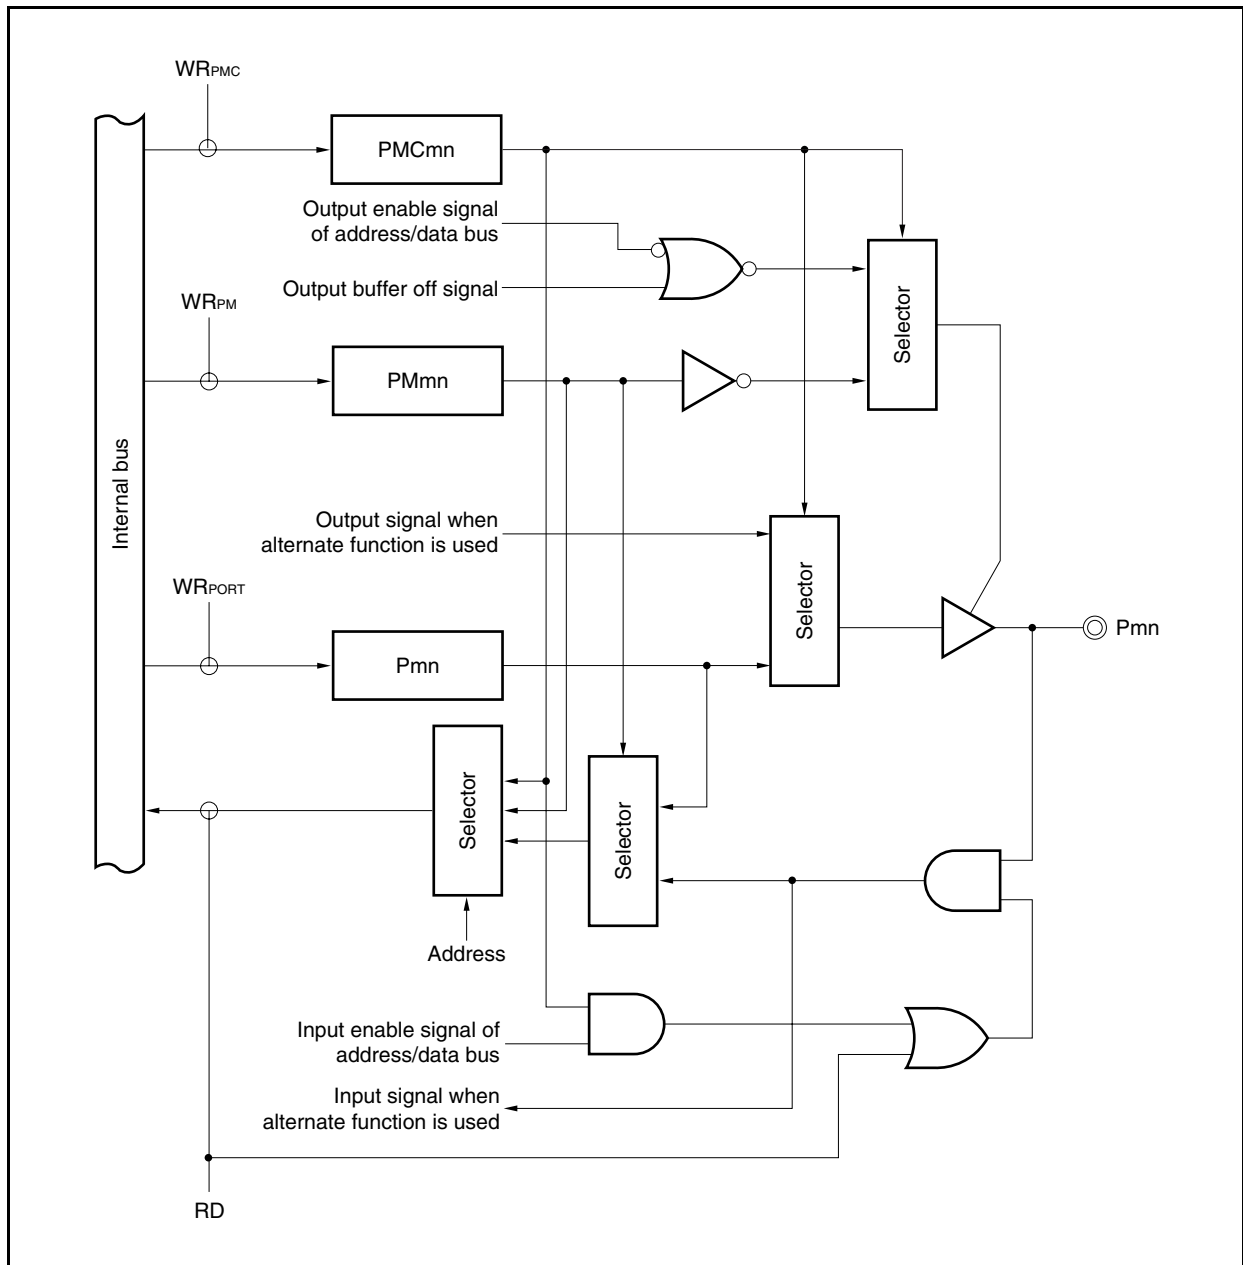 WRPMC
PMCmn
Output enable signal
of address/data bus
Output buffer off signal
Selector
WRPM
PMmn
Internal bus
Output signal when
alternate function is used
Selector
WRPORT
Pmn
Pmn
Selector
Selector
Address
Input enable signal of
address/data bus
Input signal when
alternate function is used
RD